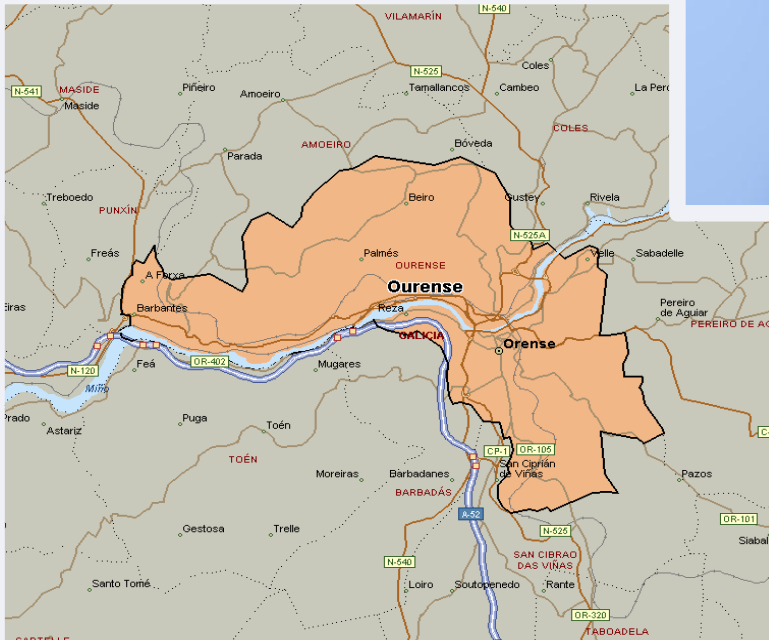 N-540
VILAMARÍN
N-525
Coles
N-541
MASIDE
Maside
Piñeiro
Amoeiro
Tamallancos
Cambeo
COLES
AMOEIRO
Bóveda
Parada
Treboedo
PUNXÍN
Beiro
Gustey
Rivela
N-525A
Freás
Palmés
OURENSE
Velle
Sabadelle
A Forxa
Ourense
Barbantes
Reza
Pereiro
de Aguiar
PEREIRO DE AG
GALICIA
Orense
OR-402
N-120
Feá
Mugares
Miño
Prado
Astariz
Puga
Toén
TOÉN
CP-1
OR-105
C-
Moreiras
Barbadanes
San Ciprián
de Viñas
Pazos
BARBADÁS
A-52
OR-101
Gestosa
Trelle
N-525
Siabal
N-540
SAN CIBRAO
DAS VIÑAS
Santo Tomé
Loiro
Soutopenedo
Rante
OR-320
TABOADELA